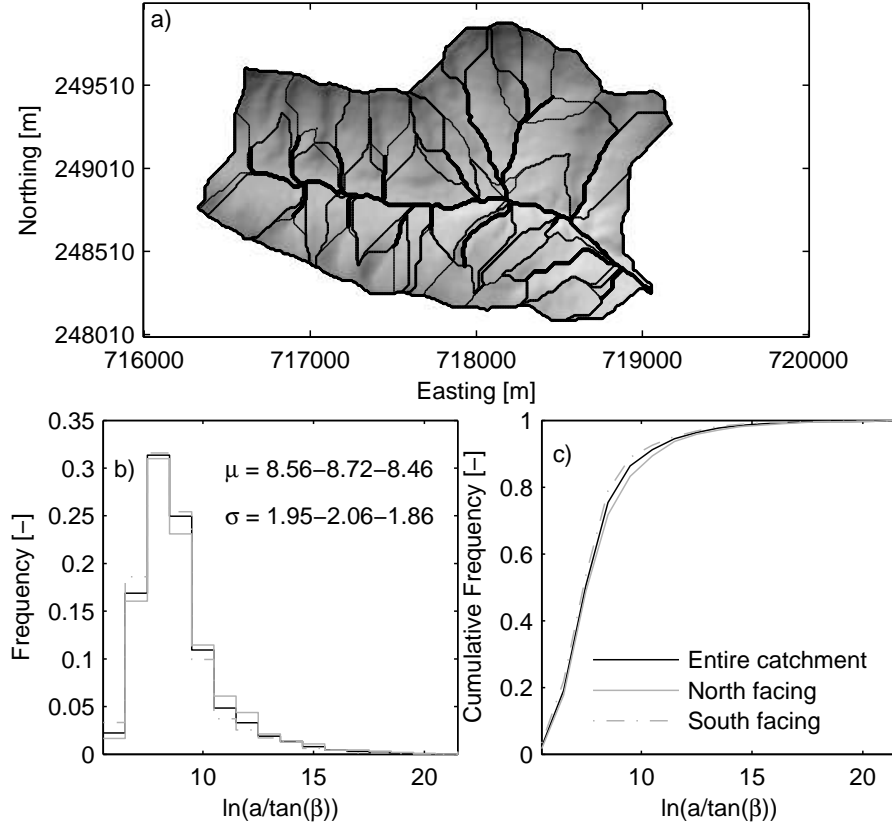 a)
Northing [m]
249510
249010
248510
248010
716000 717000 718000 719000 720000
Easting [m]
b)
μ = 8.56−8.72−8.46
σ = 1.95−2.06−1.86
Frequency [−]
0.35
0.3
0.25
0.2
0.15
0.1
0.05
0
10 15 20
ln(a/tan(β))
c)
Cumulative Frequency [−]
1
0.8
0.6
0.4
0.2
0
Entire catchment
North facing
South facing
10 15 20
ln(a/tan(β))